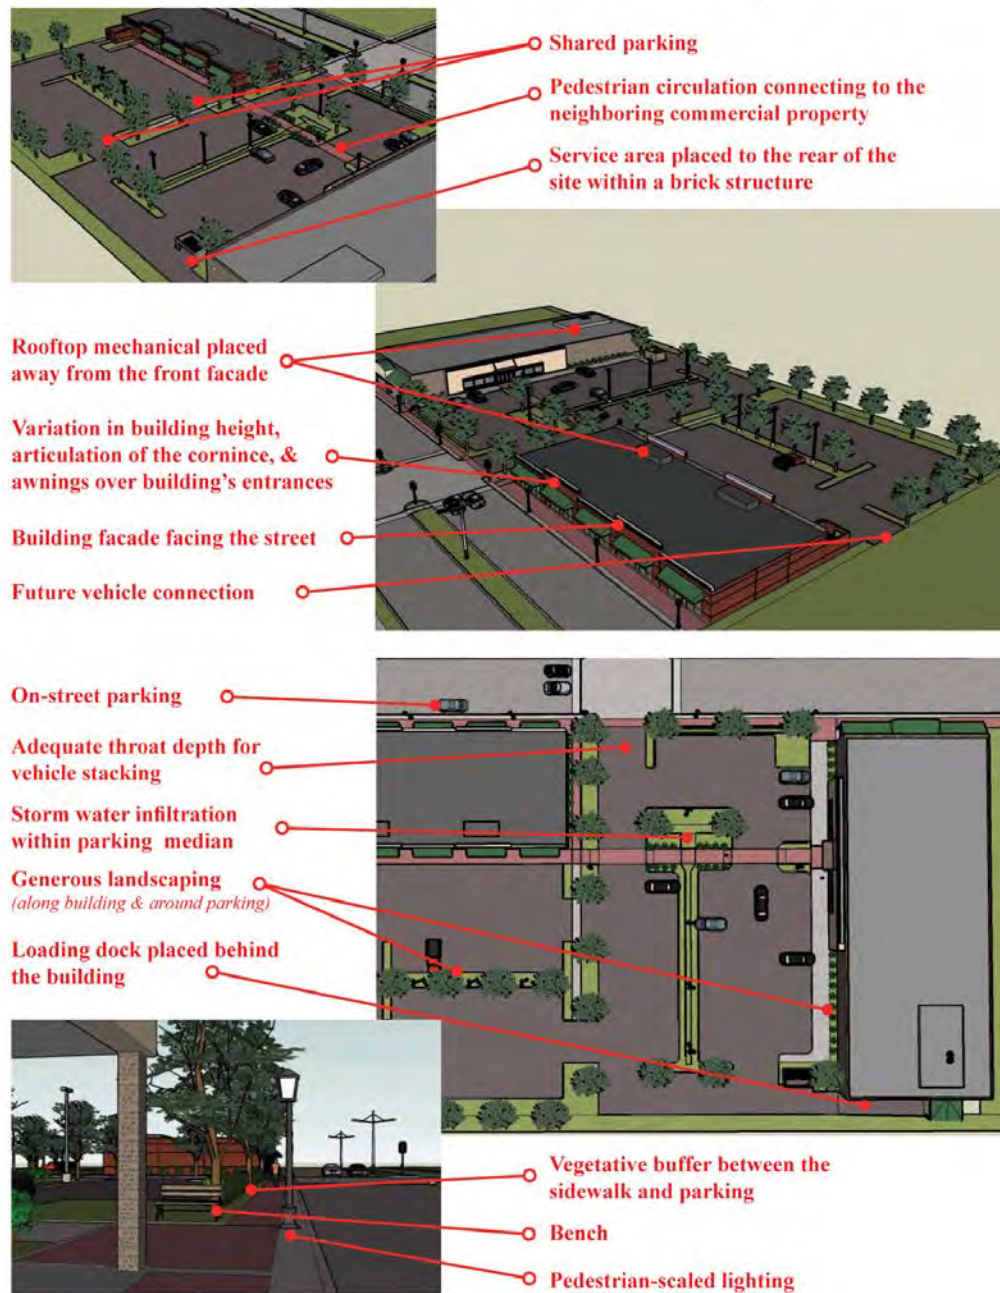 Shared parking
Pedestrian circulation connecting to the
neighboring commercial property
Service area placed to the rear of the
site within a brick structure
Rooftop mechanical placed
away from the front facade
Variation in building height,
articulation of the cornince, &
awnings over building's entrances
Building facade facing the street
Future vehicle connection
On-street parking
Adequate throat depth for
vehicle stacking
Storm water infiltration
within parking median
Generous landscaping
(along building & around parking)
Loading dock placed behind
the building
Vegetative buffer between the
sidewalk and parking
Bench
Pedestrian-scaled lighting